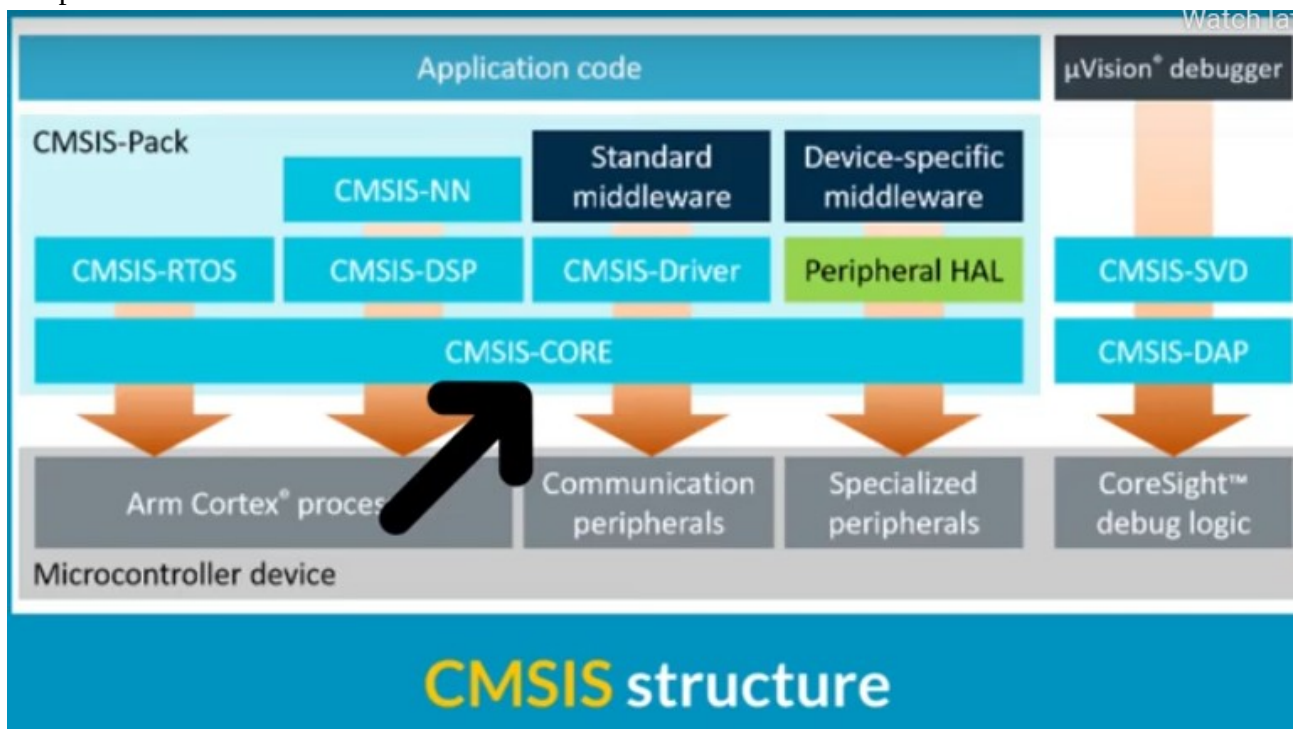 Watch la
Application code
µVision® debugger
CMSIS-Pack
CMSIS-NN
Standard
middleware
Device-specific
middleware
CMSIS-RTOS
CMSIS-DSP
CMSIS-Driver
Peripheral HAL
CMSIS-SVD
CMSIS-CORE
CMSIS-DAP
Arm Cortex® proces
Communication
peripherals
Specialized
peripherals
CoreSight™
debug logic
Microcontroller device
CMSIS structure